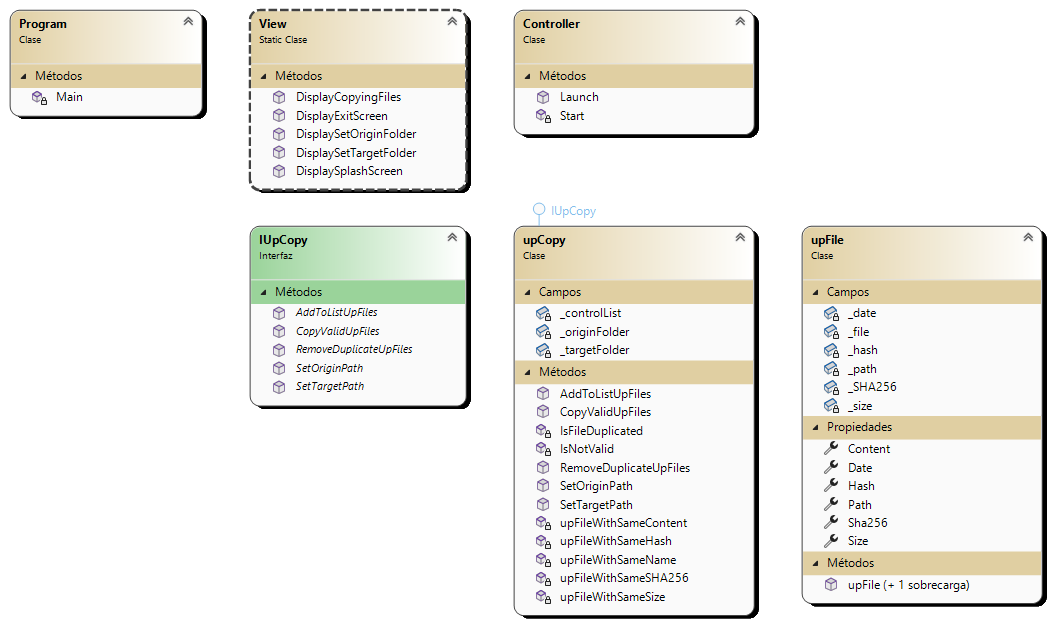 Program
Clase
Métodos
Main
View
Static Clase
Métodos
DisplayCopyingFiles
DisplayExitScreen
DisplaySetOriginFolder
DisplaySetTargetFolder
DisplaySplashScreen
Controller
Clase
Métodos
Launch
Start
IUpCopy
Interfaz
Métodos
AddToListUpFiles
CopyValidUpFiles
RemoveDuplicateUpFiles
SetOriginPath
SetTargetPath
IUpCopy
upCopy
Clase
Campos
_controlList
_originFolder
_targetFolder
Métodos
AddToListUpFiles
CopyValidUpFiles
IsFileDuplicated
IsNotValid
RemoveDuplicateUpFiles
SetOriginPath
SetTargetPath
upFileWithSameContent
upFileWithSameHash
upFileWithSameName
upFileWithSameSHA256
upFileWithSameSize
upFile
Clase
Campos
_date
_file
_hash
_path
_SHA256
_size
Propiedades
Content
Date
Hash
Path
Sha256
Size
Métodos
upFile (+ 1 sobrecarga)